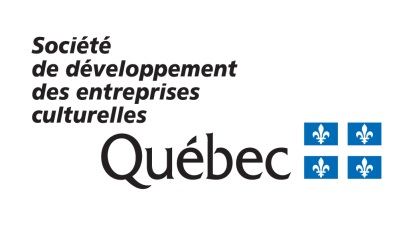 Société
de développement
des entreprises
culturelles
Québec